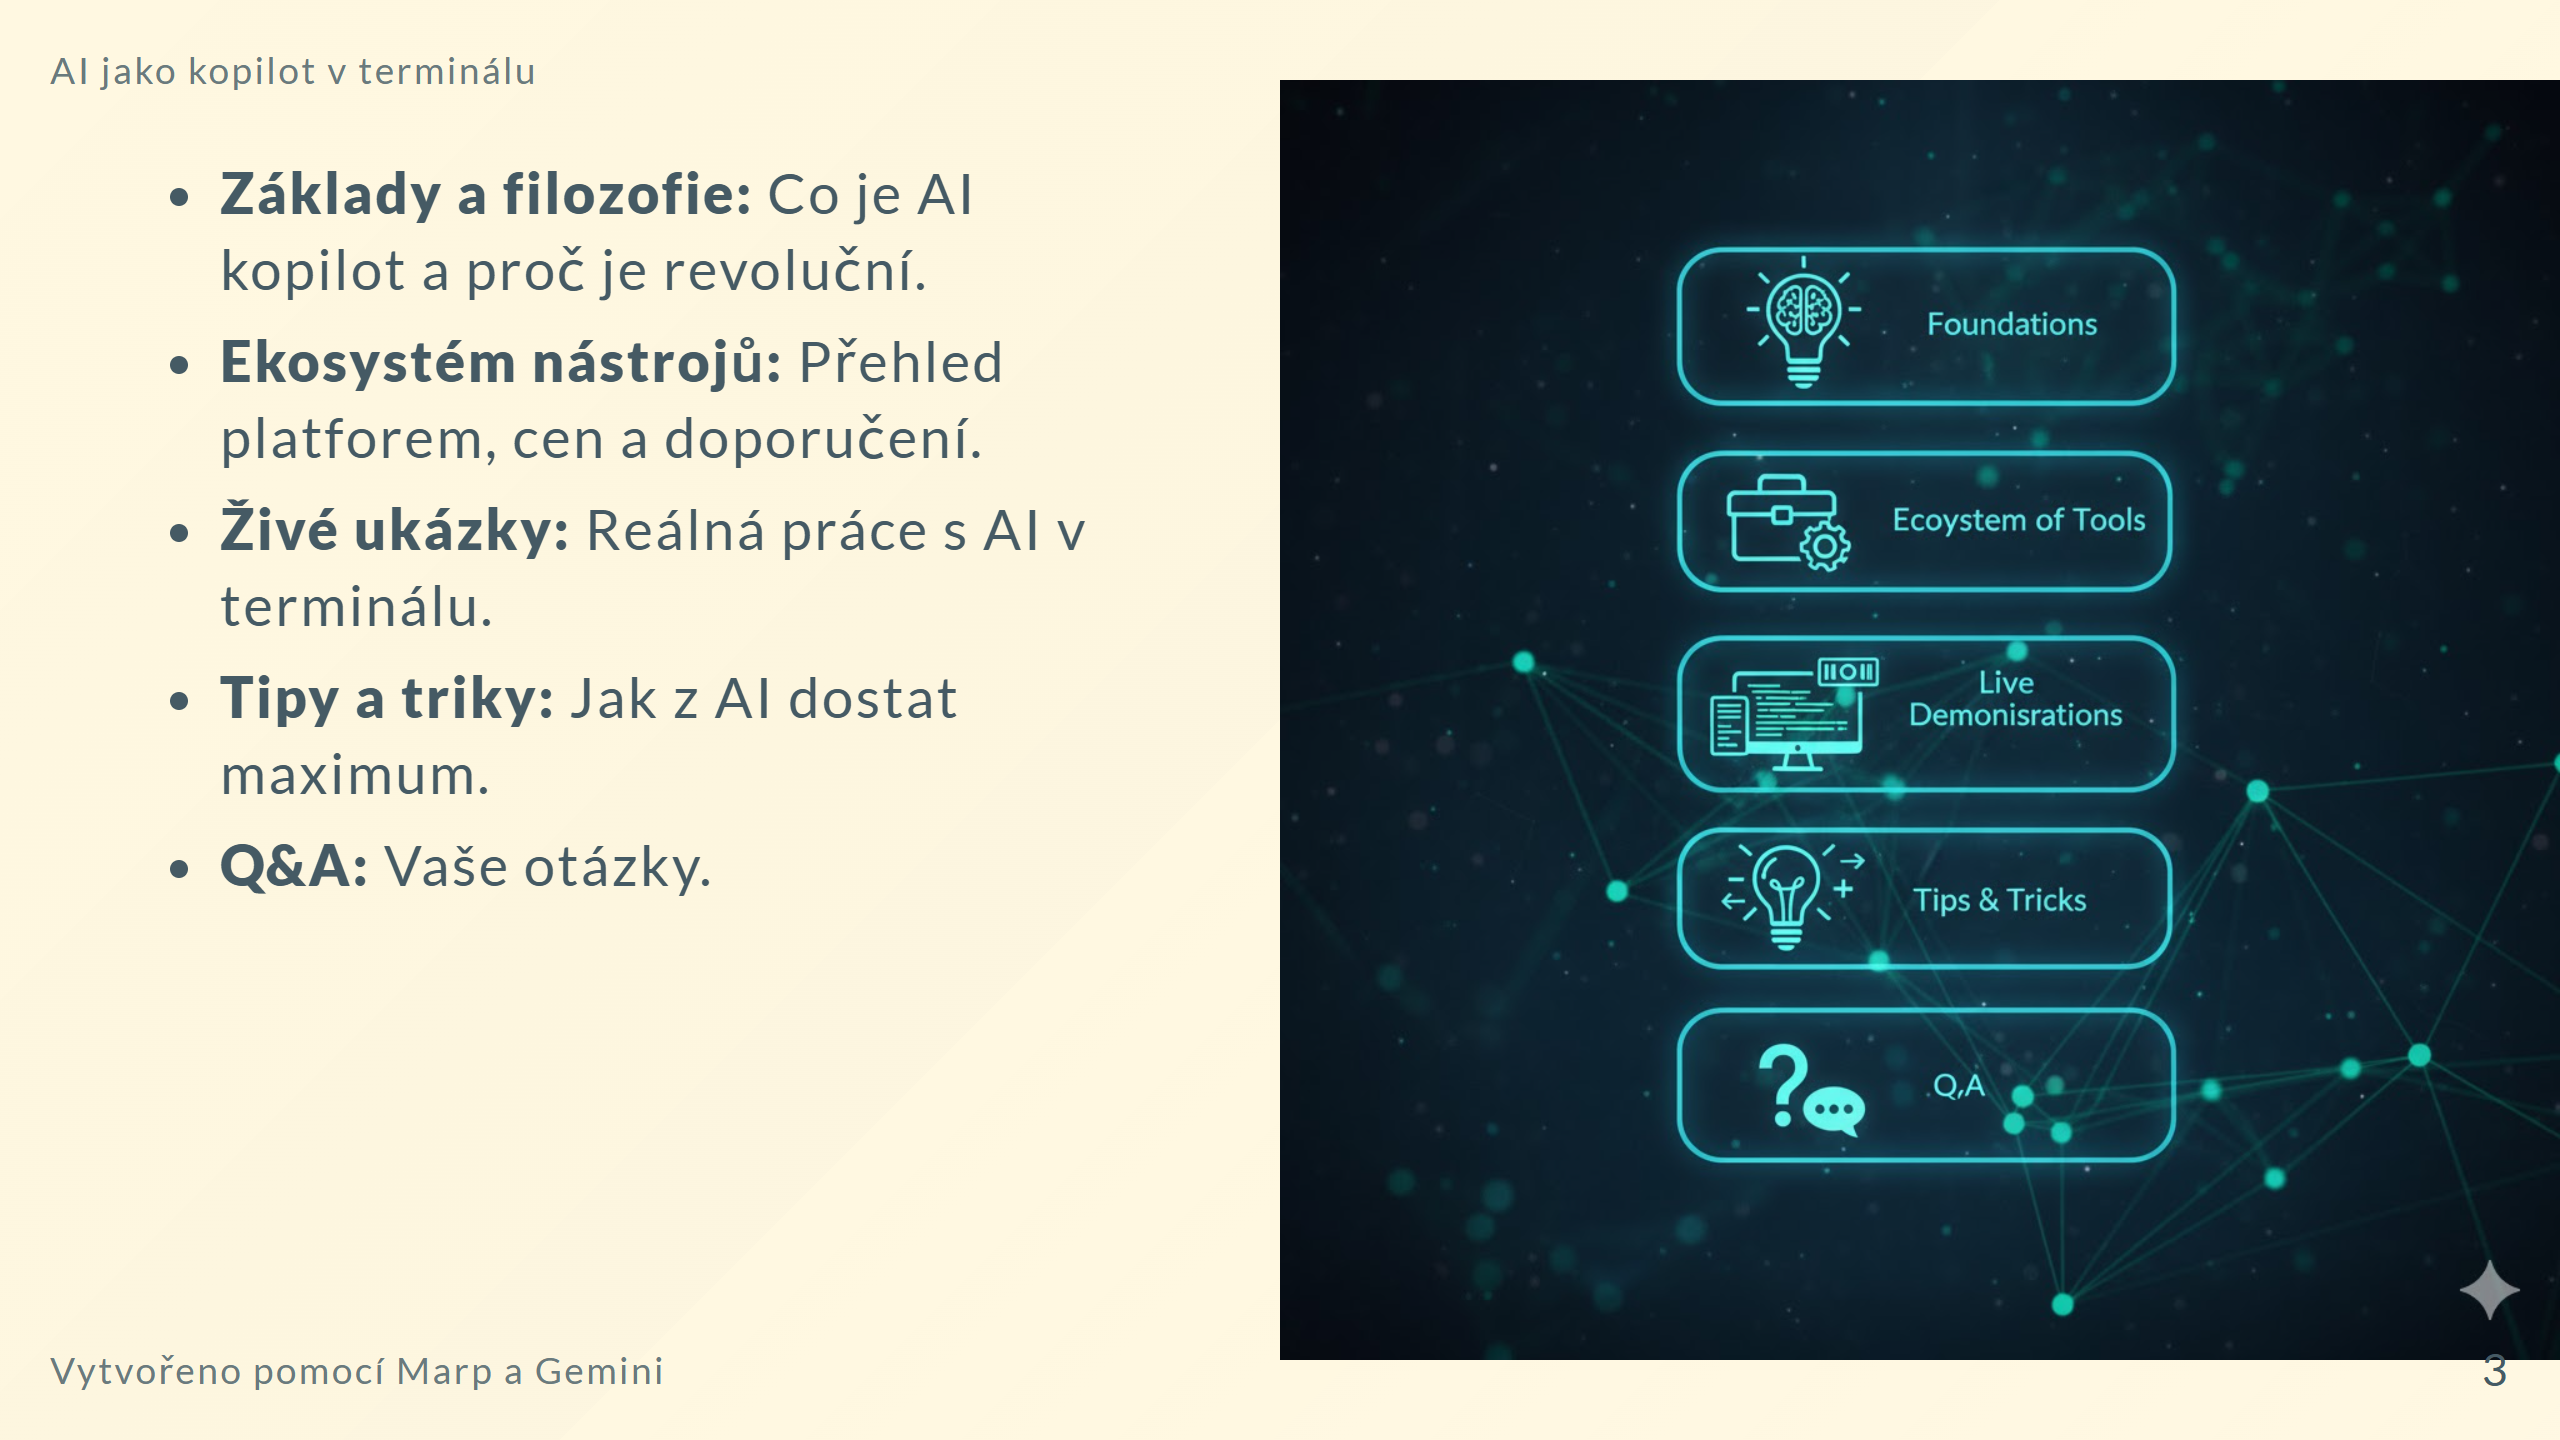 AI jako kopilot v terminálu
• Základy a filozofie: Co je AI
kopilot a proč je revoluční.
• Ekosystém nástrojů: Přehled
platforem, cen a doporučení.
• Živé ukázky: Reálná práce s AI v
terminálu.
• Tipy a triky: Jak z AI dostat
maximum.
• Q&A: Vaše otázky.
Foundations
Ecoystem of Tools
Live
Demonisrations
Tips & Tricks
.Q,A
Vytvořeno pomocí Marp a Gemini
3